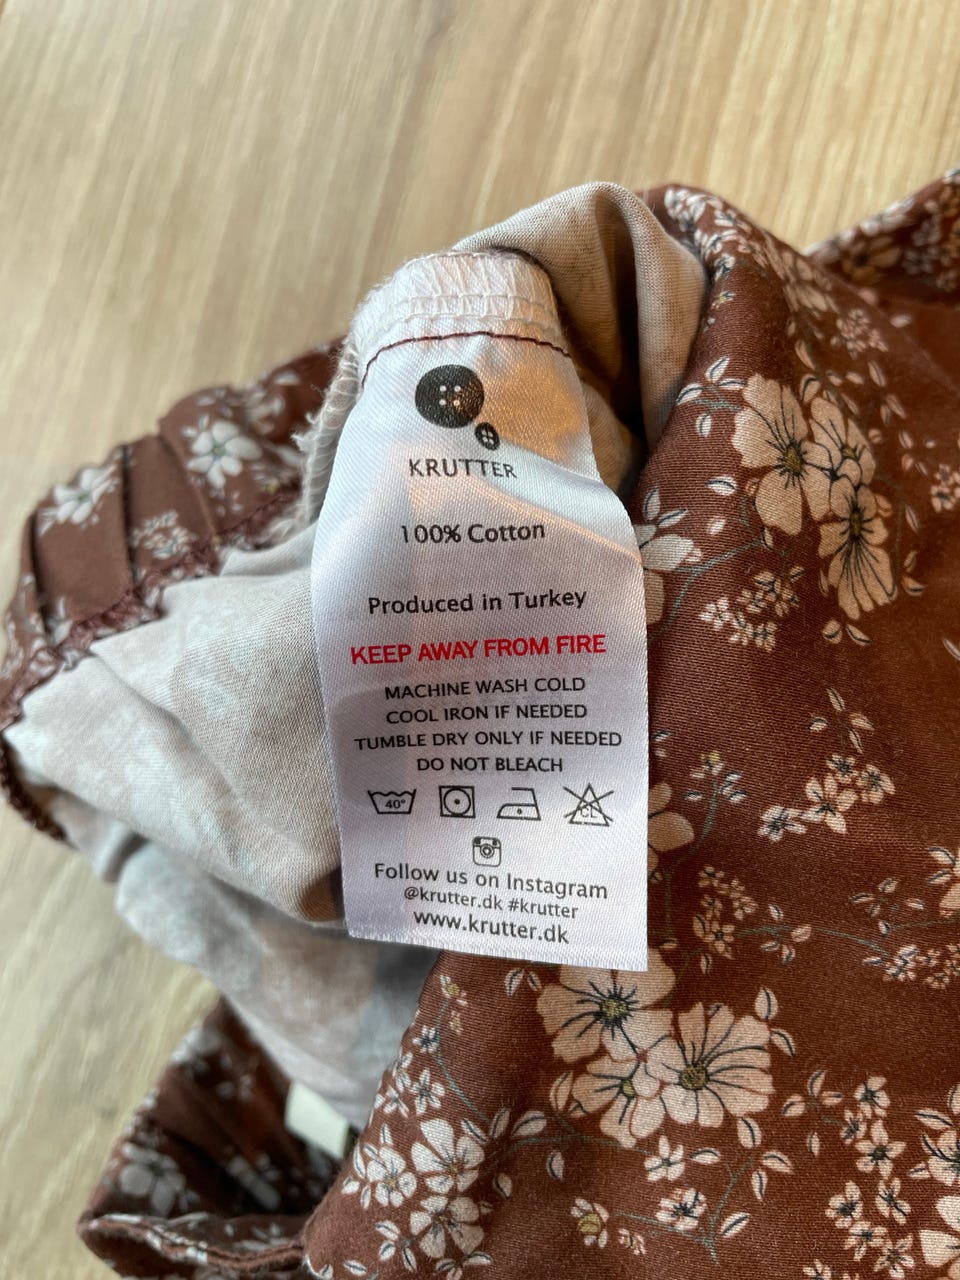 KRUTTER
100% Cotton
Produced in Turkey
KEEP AWAY FROM FIRE
MACHINE WASH COLD
COOL IRON IF NEEDED
TUMBLE DRY ONLY IF NEEDED
DO NOT BLEACH
40° CL
Follow us on Instagram
@krutter.dk #krutter
www.krutter.dk